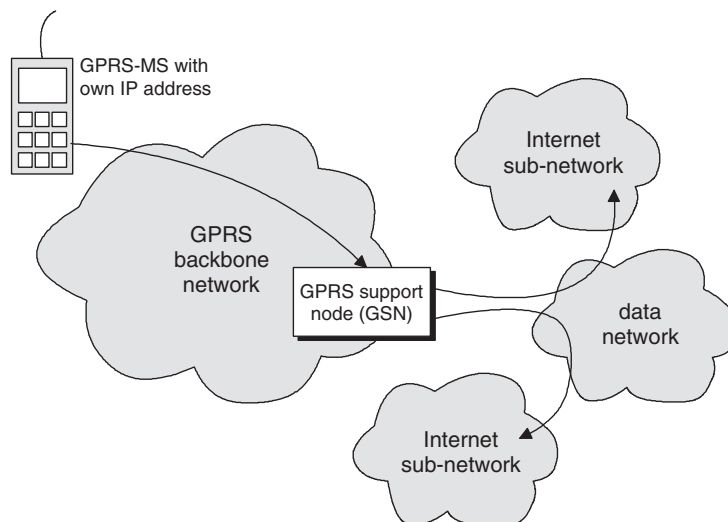 GPRS-MS with
own IP address
Internet
sub-network
GPRS
backbone
network
GPRS support
node (GSN)
data
network
Internet
sub-network